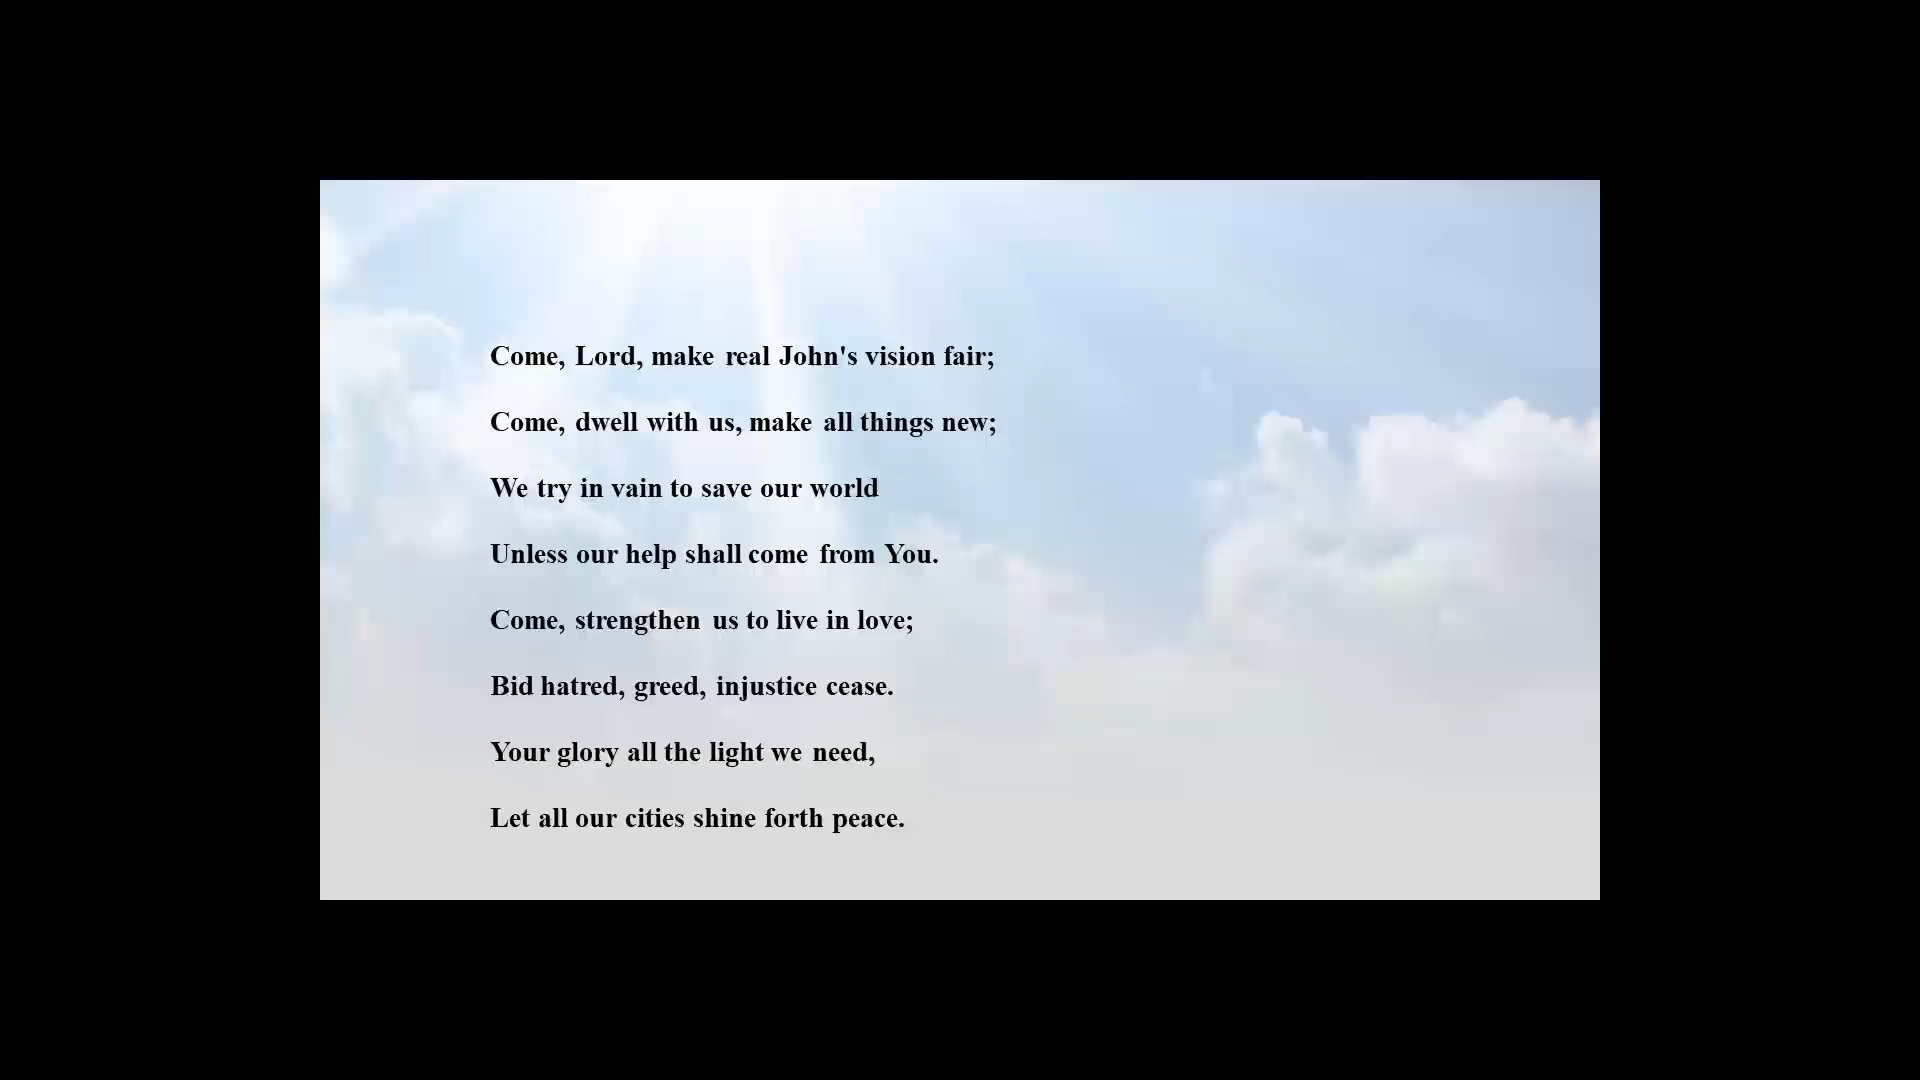 Come, Lord, make real John's vision fair;
Come, dwell with us, make all things new;
We try in vain to save our world
Unless our help shall come from You.
Come, strengthen us to live in love;
Bid hatred, greed, injustice cease.
Your glory all the light we need,
Let all our cities shine forth peace.